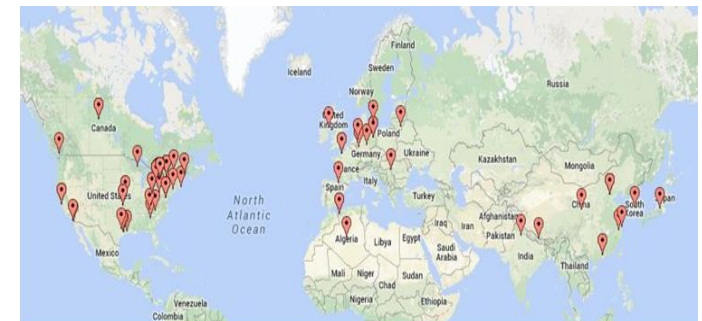 Finland
Iceland
Sweden
Russia
Norway
United
Kingdom
Canada
Poland
Germany
Ukraine
Kazakhstan
Mongolia
France
Italy
Spain
United States
North
Atlantic
Ocean
Turkey
China
South
Korea
Afghanistan
Iraq
Iran
Pakistan
Algeria
Libya
Egypt
Saudi
Arabia
Mexico
India
Mali
Niger
Sudan
Thailand
Chad
Nigeria
Ethiopia
Venezuela
Colombia